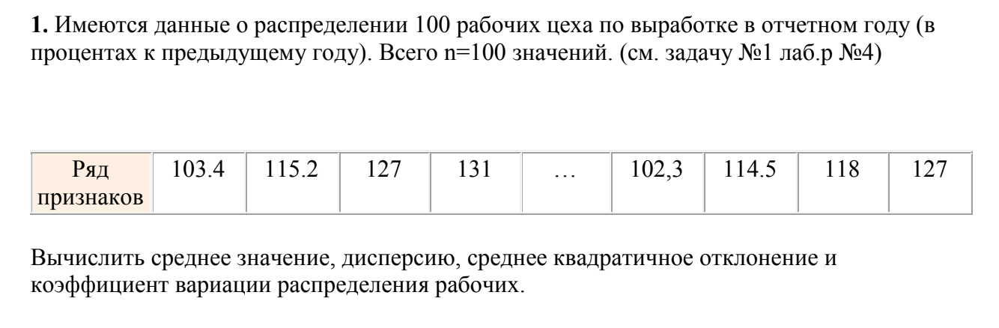 1. Имеются данные о распределении 100 рабочих цеха по выработке в отчетном году (в
процентах к предыдущему году). Всего n=100 значений. (см. задачу №1 лаб.р №4)
Ряд признаков 103.4 115.2 127 131 … 102,3 114.5 118 127
Вычислить среднее значение, дисперсию, среднее квадратичное отклонение и
коэффициент вариации распределения рабочих.